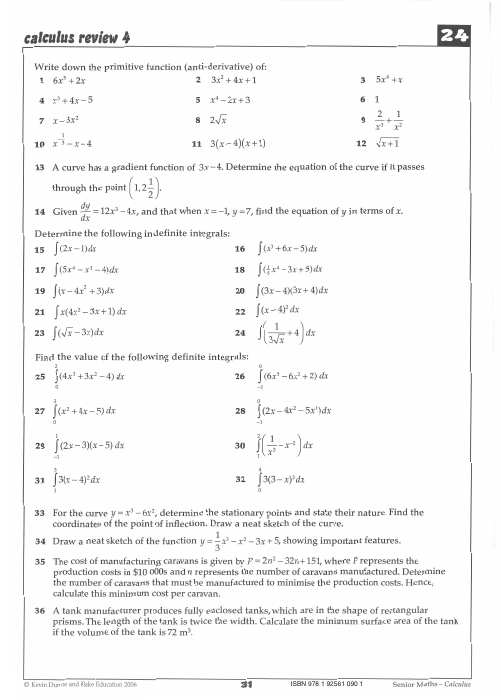 calculus review 4
24
Write down the primitive function (anti-derivative) of:
1 6x⁵ + 2x 2 3x² + 4x + 1 3 5x⁴ + x
4 x³ + 4x − 5 5 x⁴ − 2x + 3 6 1
7 x − 3x² 8 2√x 9 2/x³ + 1/x²
10 x^(−1/3) − x − 4 11 3(x − 4)(x + 1) 12 √(x + 1)
13 A curve has a gradient function of 3x − 4. Determine the equation of the curve if it passes
through the point (1, 2 1/2).
14 Given dy/dx = 12x³ − 4x, and that when x = −1, y = 7, find the equation of y in terms of x.
Determine the following indefinite integrals:
15 ∫(2x − 1) dx 16 ∫(x³ + 6x − 5) dx
17 ∫(5x⁴ − x³ − 4) dx 18 ∫(x⁴ − 3x + 5) dx
19 ∫(x − 4x² + 3) dx 20 ∫(3x − 4)(3x + 4) dx
21 ∫x(4x² − 3x + 1) dx 22 ∫(x − 4)² dx
23 ∫(√x − 3x) dx 24 ∫(1/(3√x) + 4) dx
Find the value of the following definite integrals:
25 ∫(4x³ + 3x² − 4) dx 26 ∫(6x⁵ − 6x² + 2) dx
27 ∫(x² + 4x − 5) dx 28 ∫(2x − 4x² − 5x⁴) dx
29 ∫(2x − 3)(x − 5) dx 30 ∫(1/x³ − x⁻²) dx
31 ∫3(x − 4)² dx 32 ∫3(3 − x)³ dx
33 For the curve y = x³ − 6x², determine the stationary points and state their nature. Find the
coordinates of the point of inflection. Draw a neat sketch of the curve.
34 Draw a neat sketch of the function y = 1/3 x³ − x² − 3x + 5, showing important features.
35 The cost of manufacturing caravans is given by P = 2n² − 32n + 151, where P represents the
production costs in $10 000s and n represents the number of caravans manufactured. Determine
the number of caravans that must be manufactured to minimise the production costs. Hence,
calculate this minimum cost per caravan.
36 A tank manufacturer produces fully enclosed tanks, which are in the shape of rectangular
prisms. The length of the tank is twice the width. Calculate the minimum surface area of the tank
if the volume of the tank is 72 m³.
© Kevin Dunne and Blake Education 2006 31 ISBN 978 1 92561 090 1 Senior Maths – Calculus